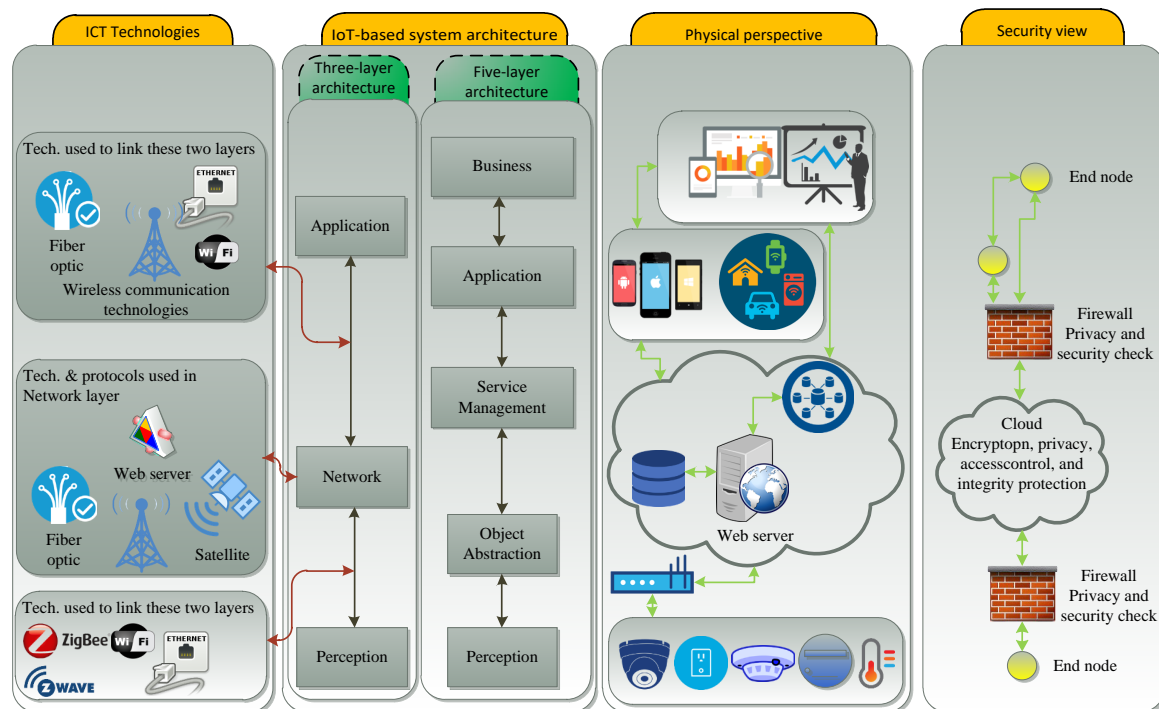 ICT Technologies
Tech. used to link these two layers
ETHERNET
Fiber
optic
Wi Fi
Wireless communication
technologies
Tech. & protocols used in
Network layer
Web server
Fiber
optic
Satellite
Tech. used to link these two layers
ZigBee
Wi Fi
ETHERNET
Z WAVE
IoT-based system architecture
Three-layer
architecture
Application
Network
Perception
Five-layer
architecture
Business
Application
Service
Management
Object
Abstraction
Perception
Physical perspective
Web server
Security view
End node
Firewall
Privacy and
security check
Cloud
Encryptopn, privacy,
accesscontrol, and
integrity protection
Firewall
Privacy and
security check
End node